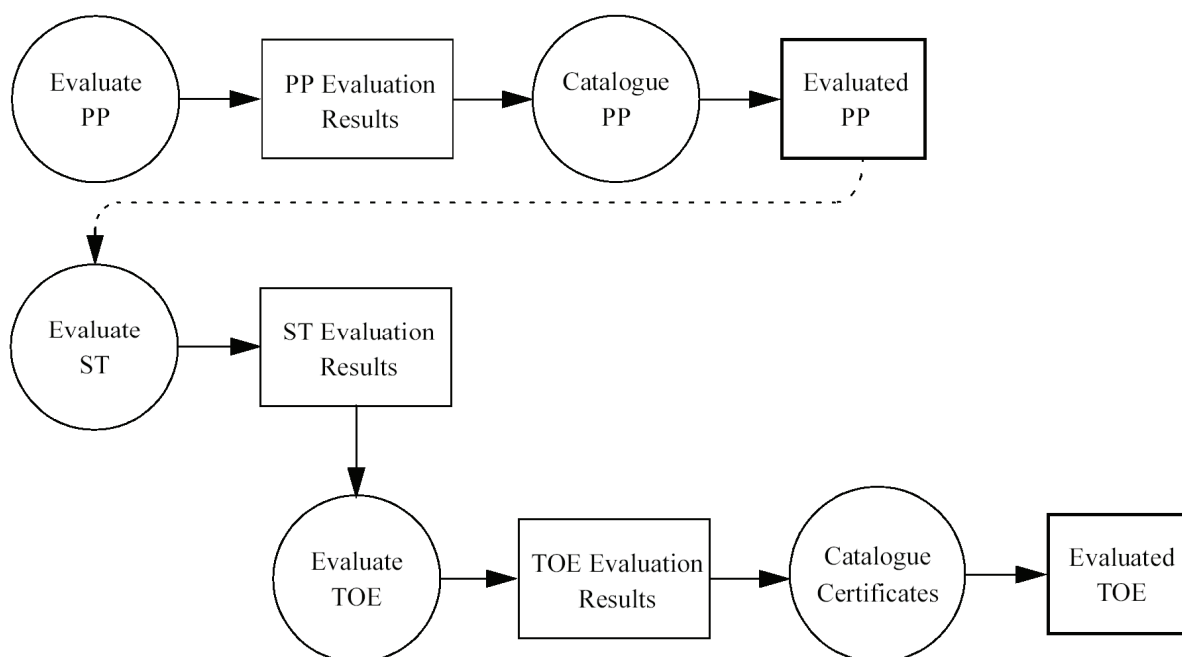 Evaluate
PP
PP Evaluation
Results
Catalogue
PP
Evaluated
PP
Evaluate
ST
ST Evaluation
Results
Evaluate
TOE
TOE Evaluation
Results
Catalogue
Certificates
Evaluated
TOE